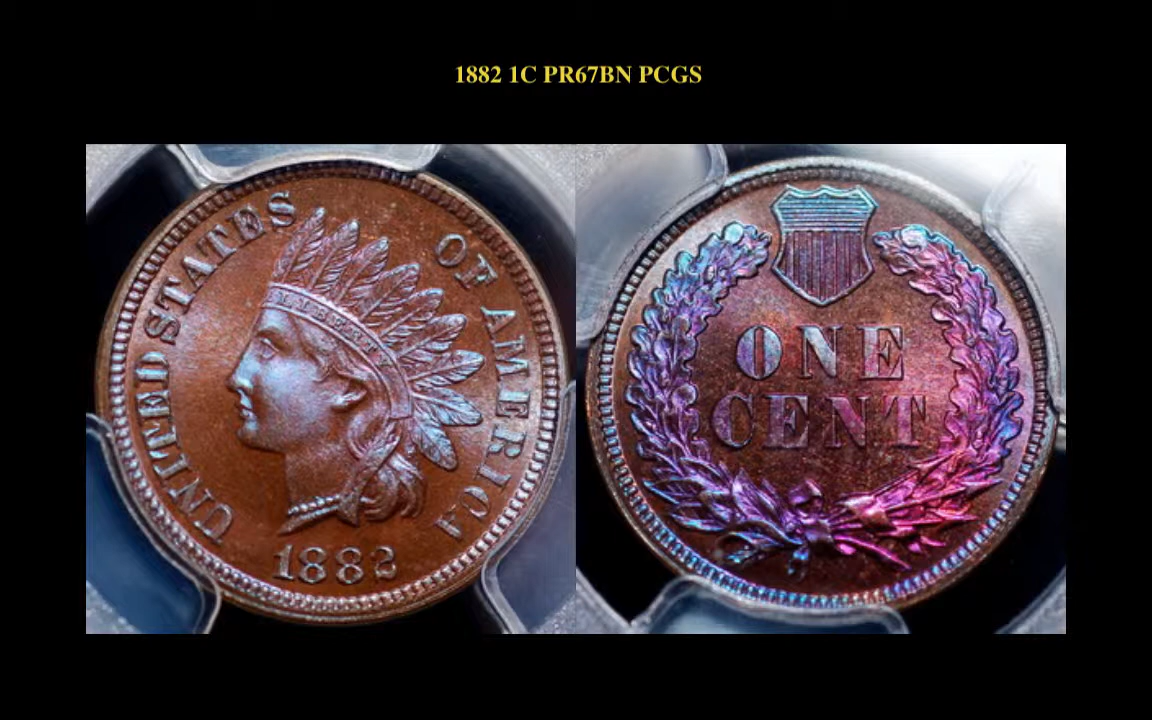 1882 1C PR67BN PCGS
UNITED STATES OF AMERICA
LIBERTY
1882
ONE
CENT